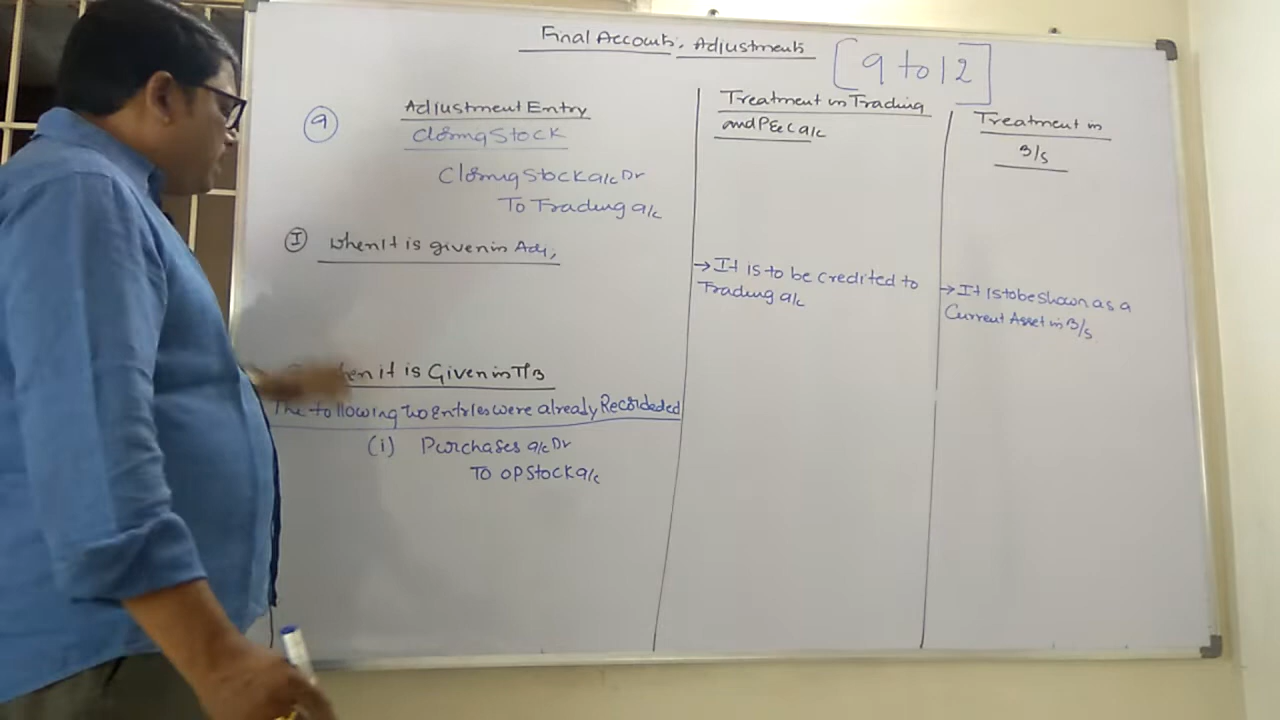 Final Accounts, Adjustments [9 to 12]
9 Adjustment Entry
Closing Stock
Closing Stock a/c Dr
To Trading a/c
I when It is given in Adj;
When it is Given in T/B
The following two Entries were already Recordeded
(i) Purchases a/c Dr
To OP Stock a/c
Treatment in Trading
and P&L a/c
→ It is to be credited to
Trading a/c
Treatment in
B/S
→ It is to be shown as a
Current Asset in B/s